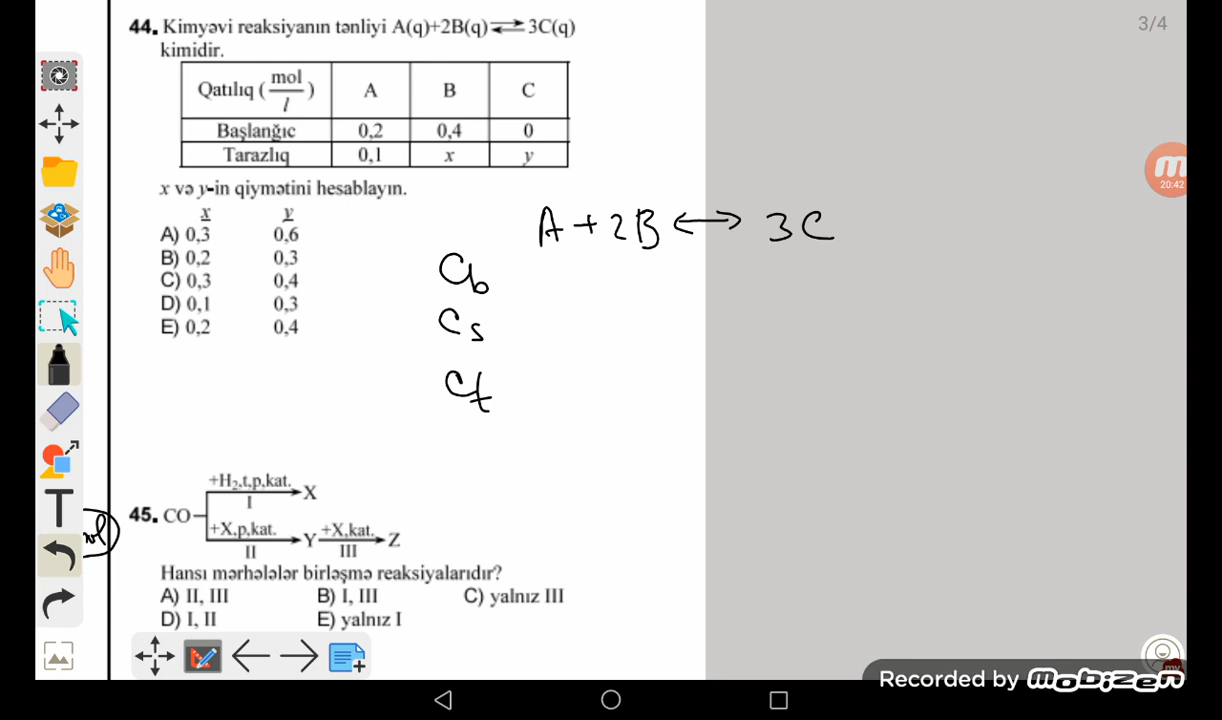 3/4
44. Kimyəvi reaksiyanın tənliyi A(q)+2B(q)⇄3C(q)
kimidir.
Qatılıq (mol/l) A B C
Başlanğıc 0,2 0,4 0
Tarazlıq 0,1 x y
x və y-in qiymətini hesablayın.
x y
A) 0,3 0,6
B) 0,2 0,3
C) 0,3 0,4
D) 0,1 0,3
E) 0,2 0,4
A + 2B ⟷ 3C
Cb
Cs
Ct
20:42
+H₂,t,p,kat.
I
X
45. CO
+X,p,kat. Y +X,kat. Z
II III
Hansı mərhələlər birləşmə reaksiyalarıdır?
A) II, III B) I, III C) yalnız III
D) I, II E) yalnız I
T
Recorded by mobizen